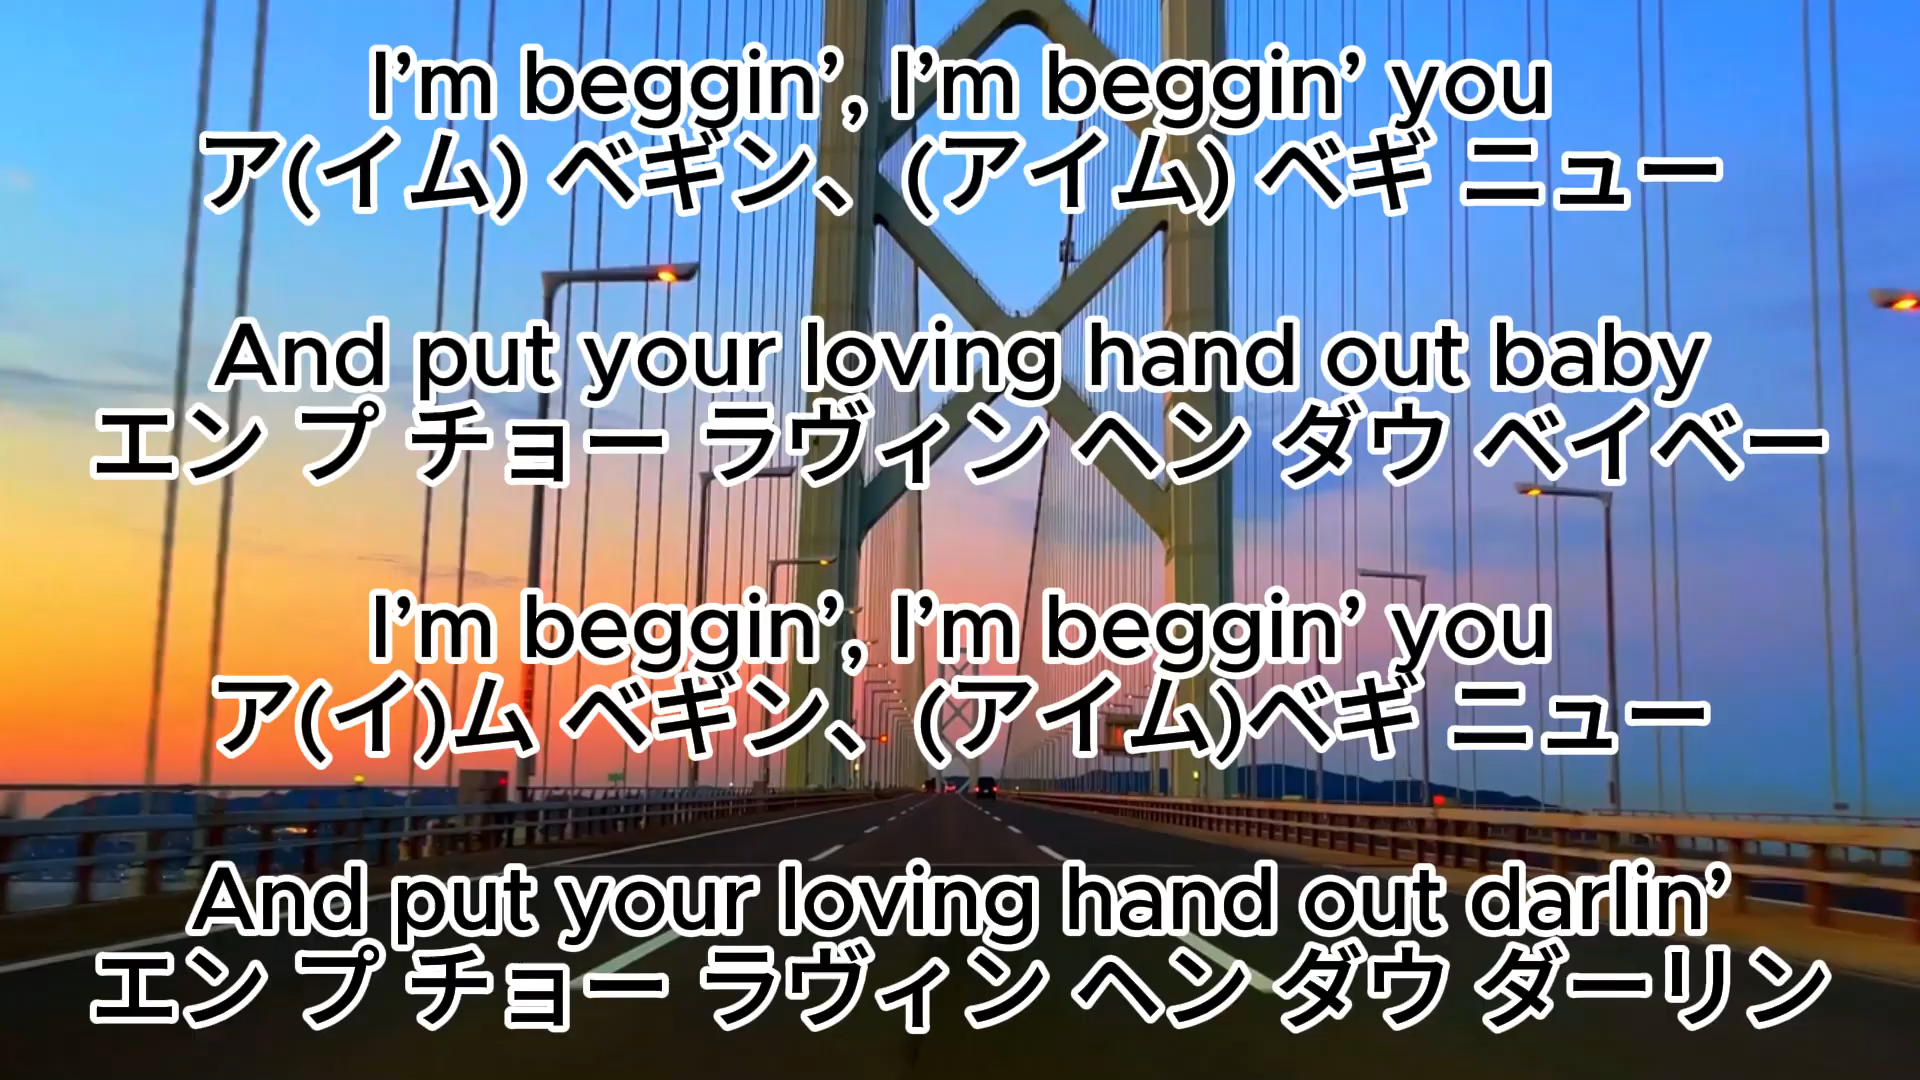 I'm beggin', I'm beggin' you
ア(イム) ベギン、(アイム) ベギ ニュー
And put your loving hand out baby
エン プ チョー ラヴィン ヘン ダウ ベイベー
I'm beggin', I'm beggin' you
ア(イ)ム ベギン、(アイム)ベギ ニュー
And put your loving hand out darlin'
エン プ チョー ラヴィン ヘン ダウ ダーリン